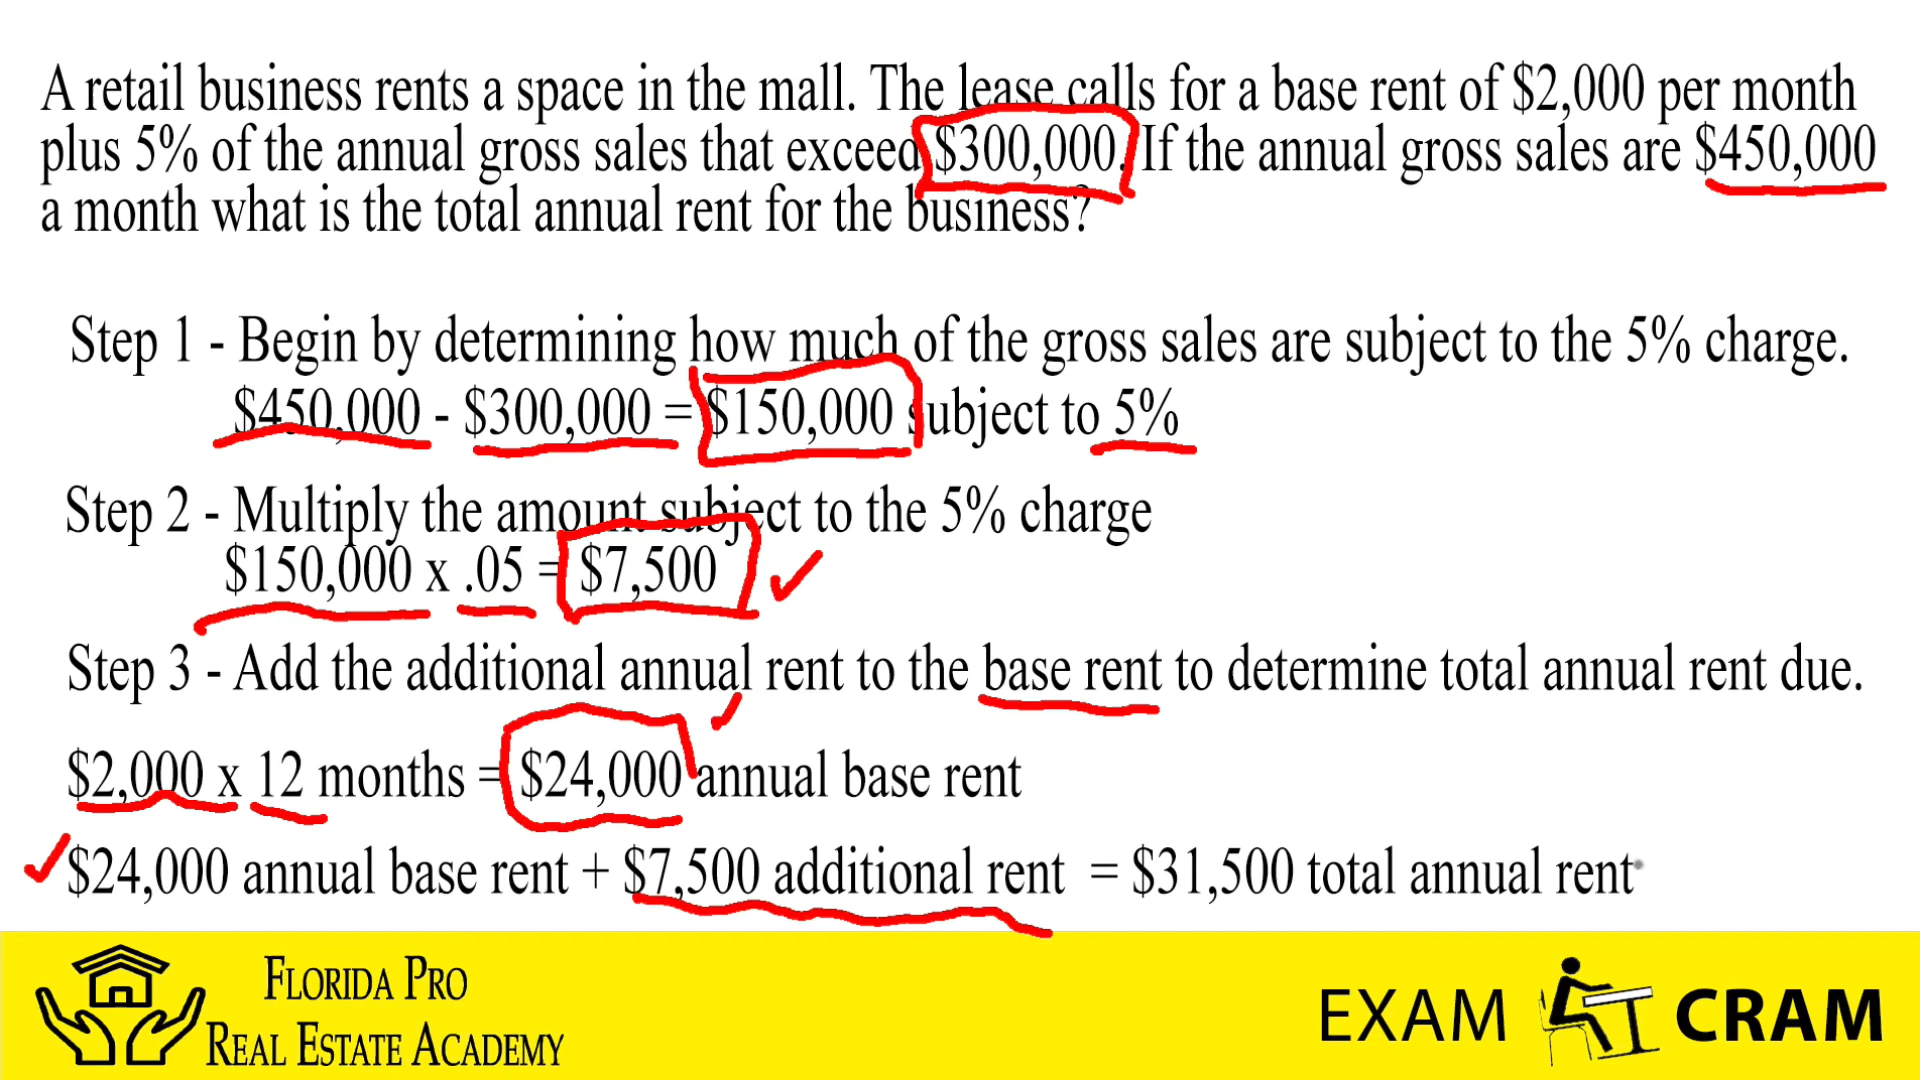 A retail business rents a space in the mall. The lease calls for a base rent of $2,000 per month
plus 5% of the annual gross sales that exceed $300,000. If the annual gross sales are $450,000
a month what is the total annual rent for the business?
Step 1 - Begin by determining how much of the gross sales are subject to the 5% charge.
$450,000 - $300,000 = $150,000 subject to 5%
Step 2 - Multiply the amount subject to the 5% charge
$150,000 x .05 = $7,500
Step 3 - Add the additional annual rent to the base rent to determine total annual rent due.
$2,000 x 12 months = $24,000 annual base rent
$24,000 annual base rent + $7,500 additional rent = $31,500 total annual rent
FLORIDA PRO
REAL ESTATE ACADEMY
EXAM CRAM